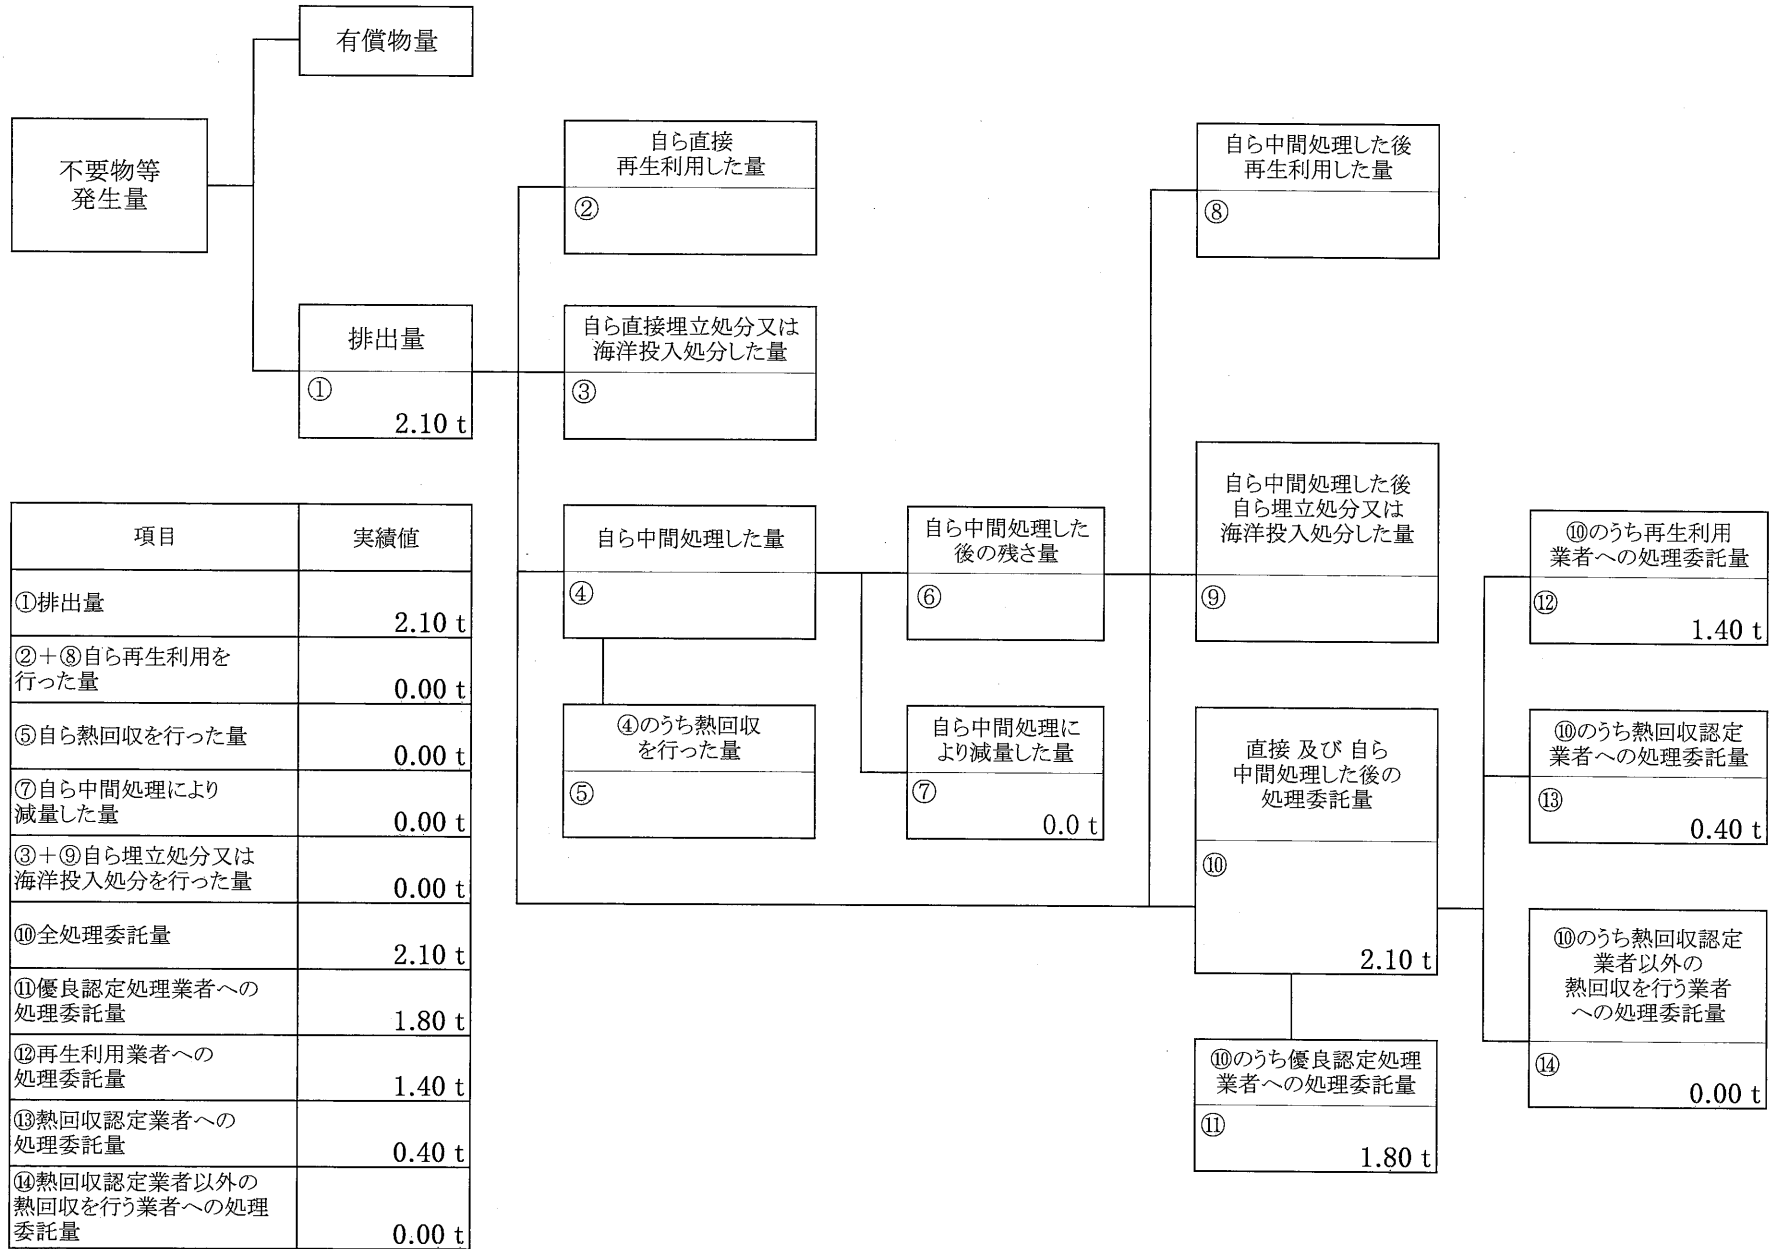 有償物量
不要物等
発生量
排出量
①
2.10 t
自ら直接
再生利用した量
②
自ら直接埋立処分又は
海洋投入処分した量
③
自ら中間処理した量
④
④のうち熱回収
を行った量
⑤
自ら中間処理した
後の残さ量
⑥
自ら中間処理に
より減量した量
⑦
0.0 t
自ら中間処理した後
再生利用した量
⑧
自ら中間処理した後
自ら埋立処分又は
海洋投入処分した量
⑨
直接 及び 自ら
中間処理した後の
処理委託量
⑩
2.10 t
⑩のうち優良認定処理
業者への処理委託量
⑪
1.80 t
⑩のうち再生利用
業者への処理委託量
⑫
1.40 t
⑩のうち熱回収認定
業者への処理委託量
⑬
0.40 t
⑩のうち熱回収認定
業者以外の
熱回収を行う業者
への処理委託量
⑭
0.00 t
項目 実績値
①排出量
2.10 t
②+⑧自ら再生利用を
行った量
0.00 t
⑤自ら熱回収を行った量
0.00 t
⑦自ら中間処理により
減量した量
0.00 t
③+⑨自ら埋立処分又は
海洋投入処分を行った量
0.00 t
⑩全処理委託量
2.10 t
⑪優良認定処理業者への
処理委託量
1.80 t
⑫再生利用業者への
処理委託量
1.40 t
⑬熱回収認定業者への
処理委託量
0.40 t
⑭熱回収認定業者以外の
熱回収を行う業者への処理
委託量
0.00 t